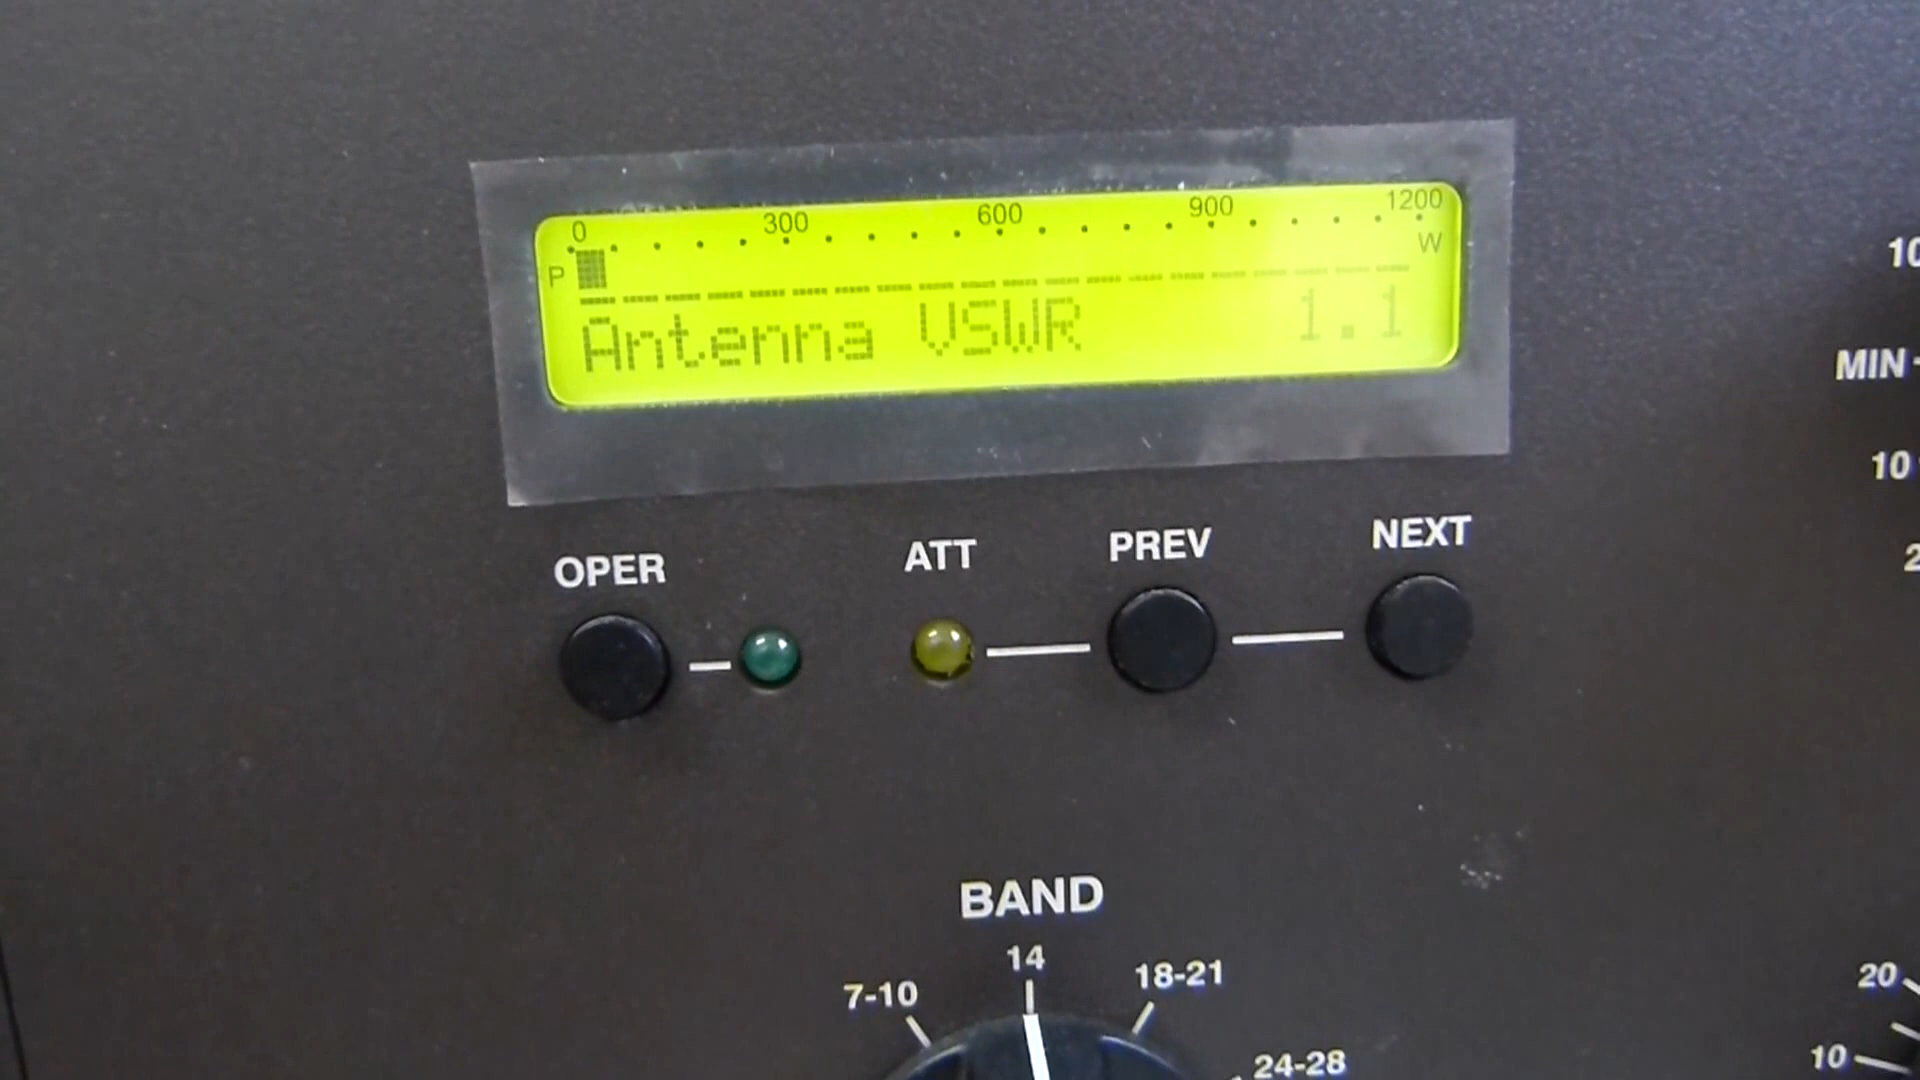 0 300 600 900 1200
P W
Antenna VSWR 1.1
OPER ATT PREV NEXT
MIN
10
BAND
7-10 14 18-21 24-28
20
10